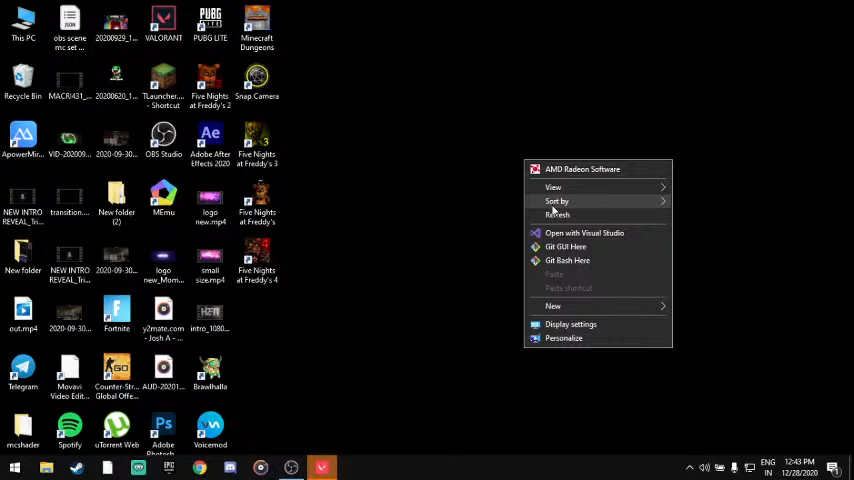 This PC
obs scene
mc set ...
20200929_1...
VALORANT
PUBG LITE
Minecraft
Dungeons
Recycle Bin
MACRI431_...
20200620_1...
TLauncher....
- Shortcut
Five Nights
at Freddy's 2
Snap Camera
ApowerMir...
VID-202009...
2020-09-30...
OBS Studio
Adobe After
Effects 2020
Five Nights
at Freddy's 3
NEW INTRO
REVEAL_Tri...
transition....
New folder
(2)
MEmu
logo
new.mp4
Five Nights
at Freddy's
New folder
NEW INTRO
REVEAL_Tri...
2020-09-30...
logo
new_Mom...
small
size.mp4
Five Nights
at Freddy's 4
out.mp4
2020-09-30...
Fortnite
y2mate.com
- Josh A - ...
intro_1080...
Telegram
Movavi
Video Edit...
Counter-Str...
Global Offe...
AUD-20201...
Brawlhalla
mcshader
Spotify
uTorrent Web
Adobe
Photosh...
Voicemod
AMD Radeon Software
View
Sort by
Refresh
Open with Visual Studio
Git GUI Here
Git Bash Here
Paste
Paste shortcut
New
Display settings
Personalize
ENG
IN
12:43 PM
12/28/2020